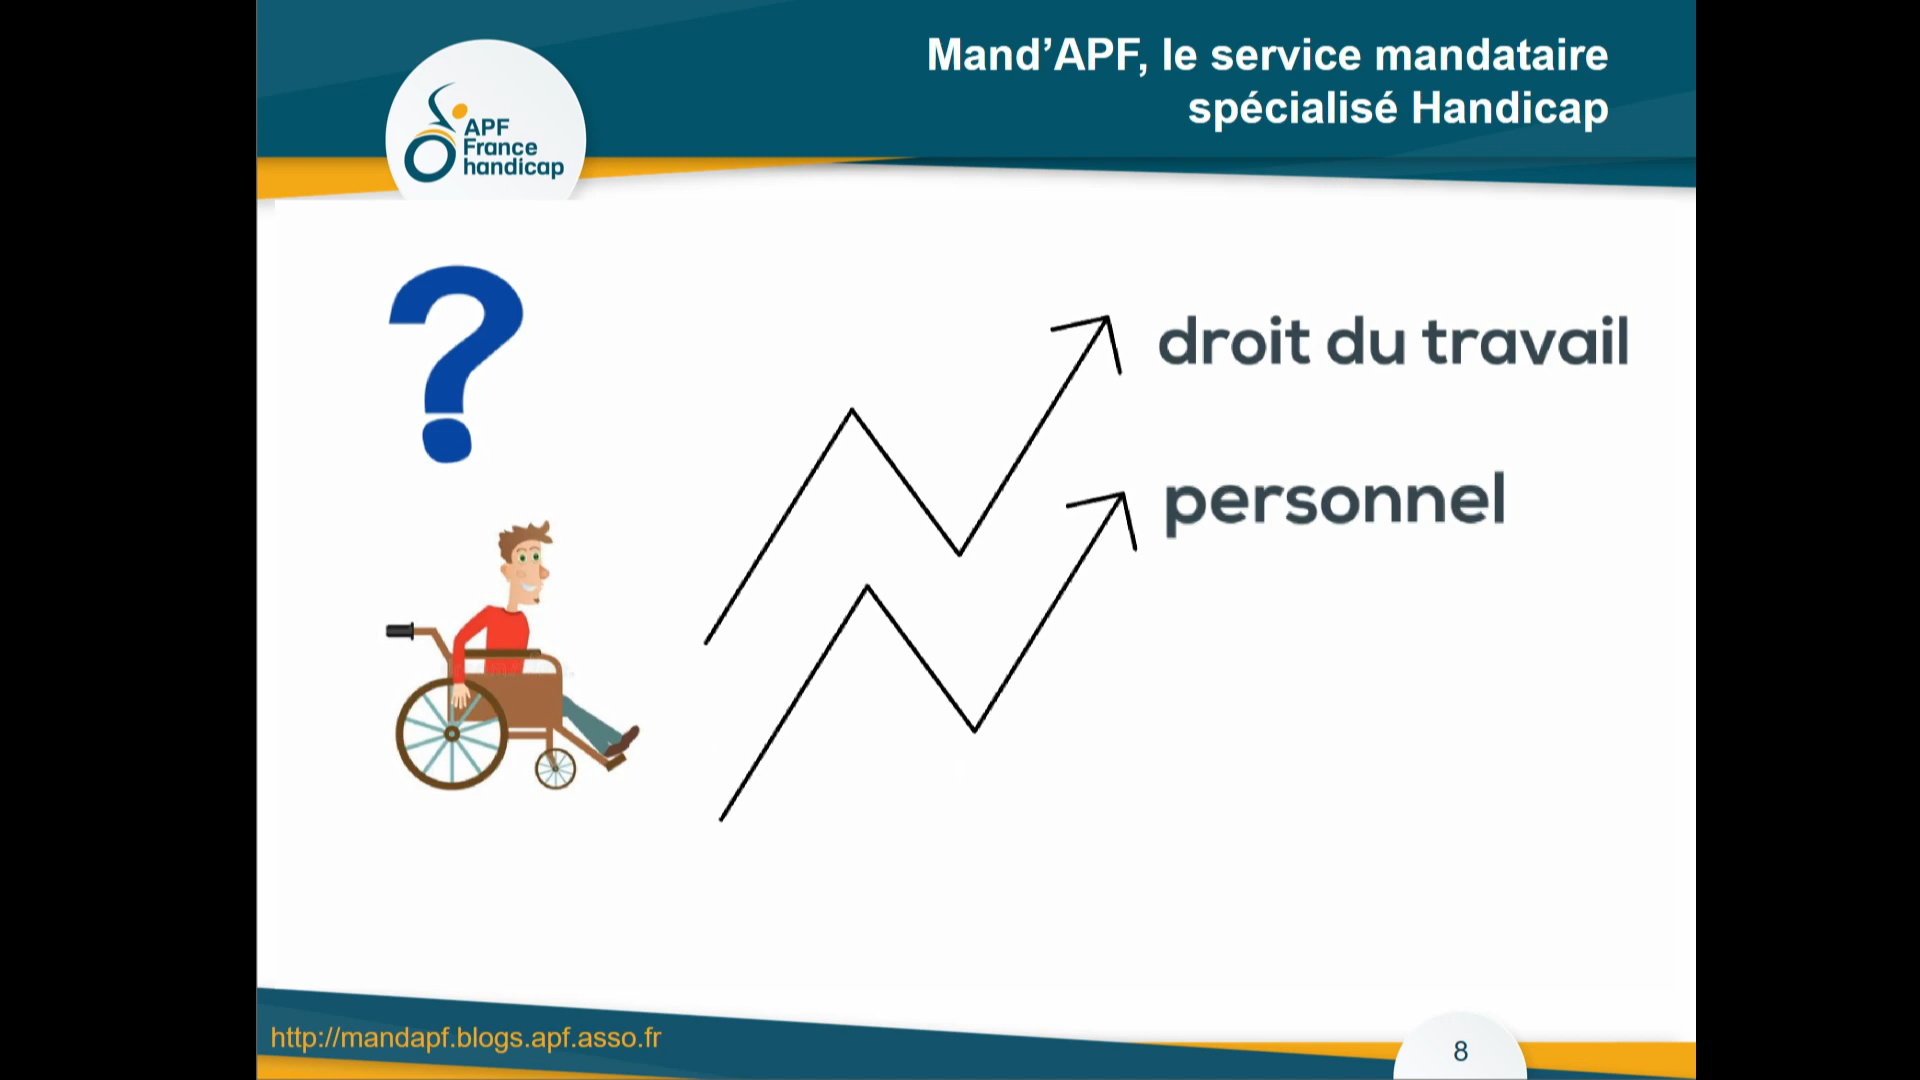 Mand’APF, le service mandataire
spécialisé Handicap
APF
France
handicap
?
droit du travail
personnel
http://mandapf.blogs.apf.asso.fr
8